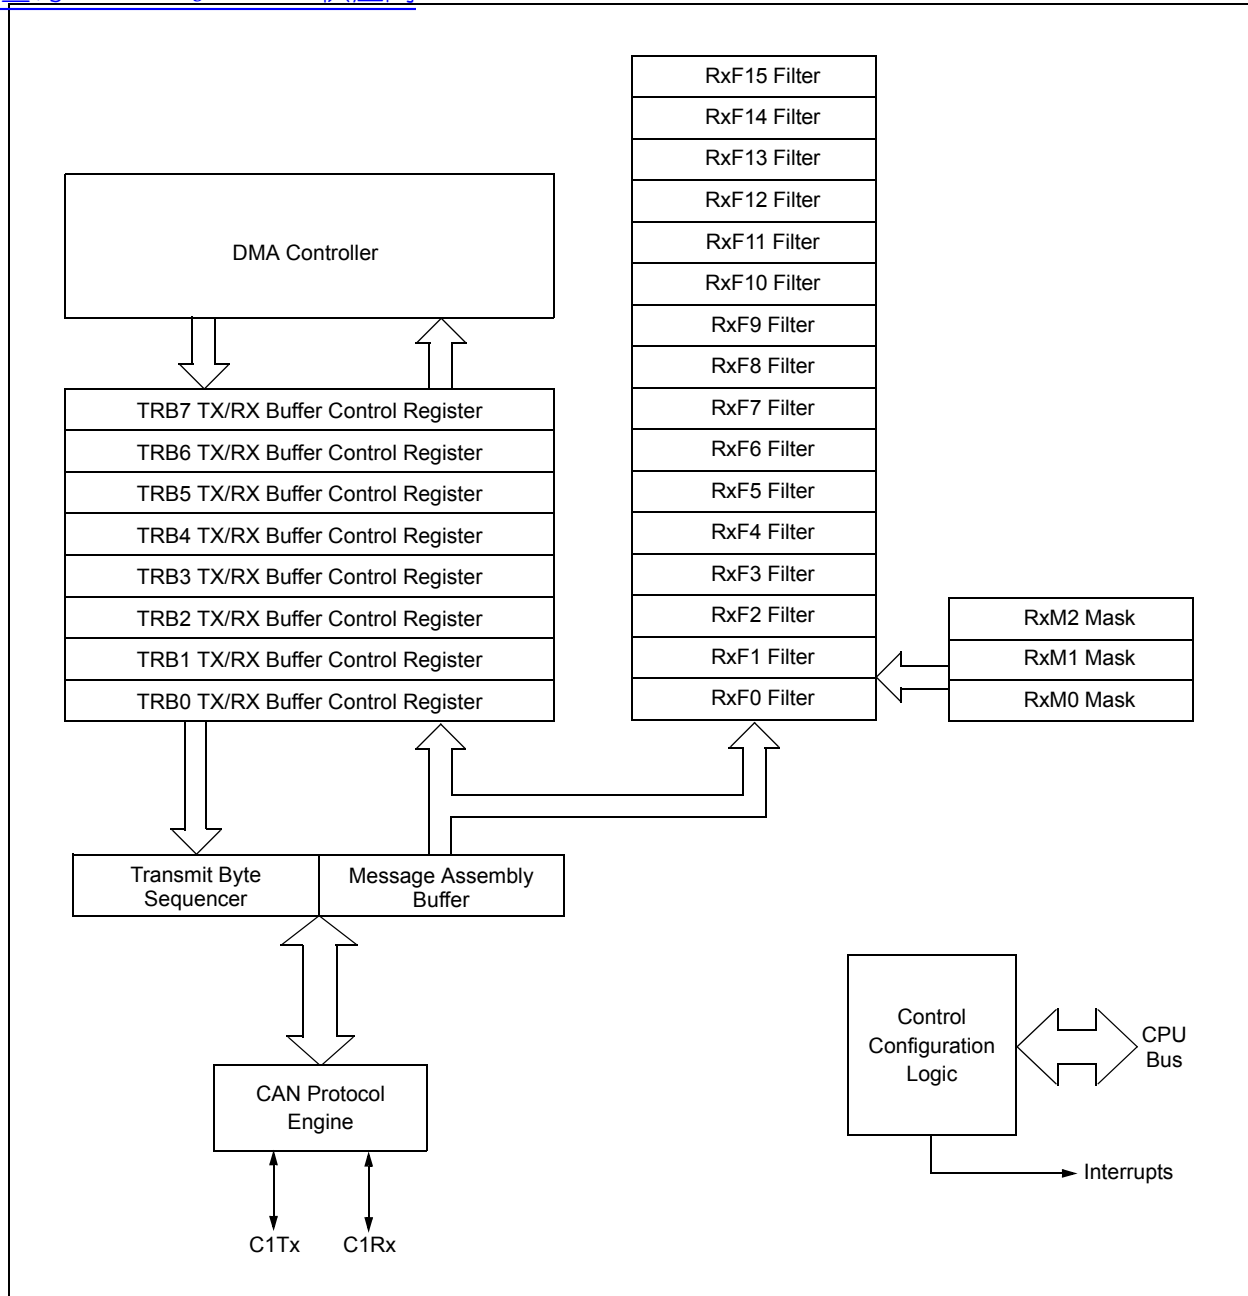 RxF15 Filter
RxF14 Filter
RxF13 Filter
RxF12 Filter
RxF11 Filter
RxF10 Filter
RxF9 Filter
RxF8 Filter
RxF7 Filter
RxF6 Filter
RxF5 Filter
RxF4 Filter
RxF3 Filter
RxF2 Filter
RxF1 Filter
RxF0 Filter
DMA Controller
TRB7 TX/RX Buffer Control Register
TRB6 TX/RX Buffer Control Register
TRB5 TX/RX Buffer Control Register
TRB4 TX/RX Buffer Control Register
TRB3 TX/RX Buffer Control Register
TRB2 TX/RX Buffer Control Register
TRB1 TX/RX Buffer Control Register
TRB0 TX/RX Buffer Control Register
RxM2 Mask
RxM1 Mask
RxM0 Mask
Transmit Byte
Sequencer
Message Assembly
Buffer
CAN Protocol
Engine
C1Tx
C1Rx
Control
Configuration
Logic
CPU
Bus
Interrupts